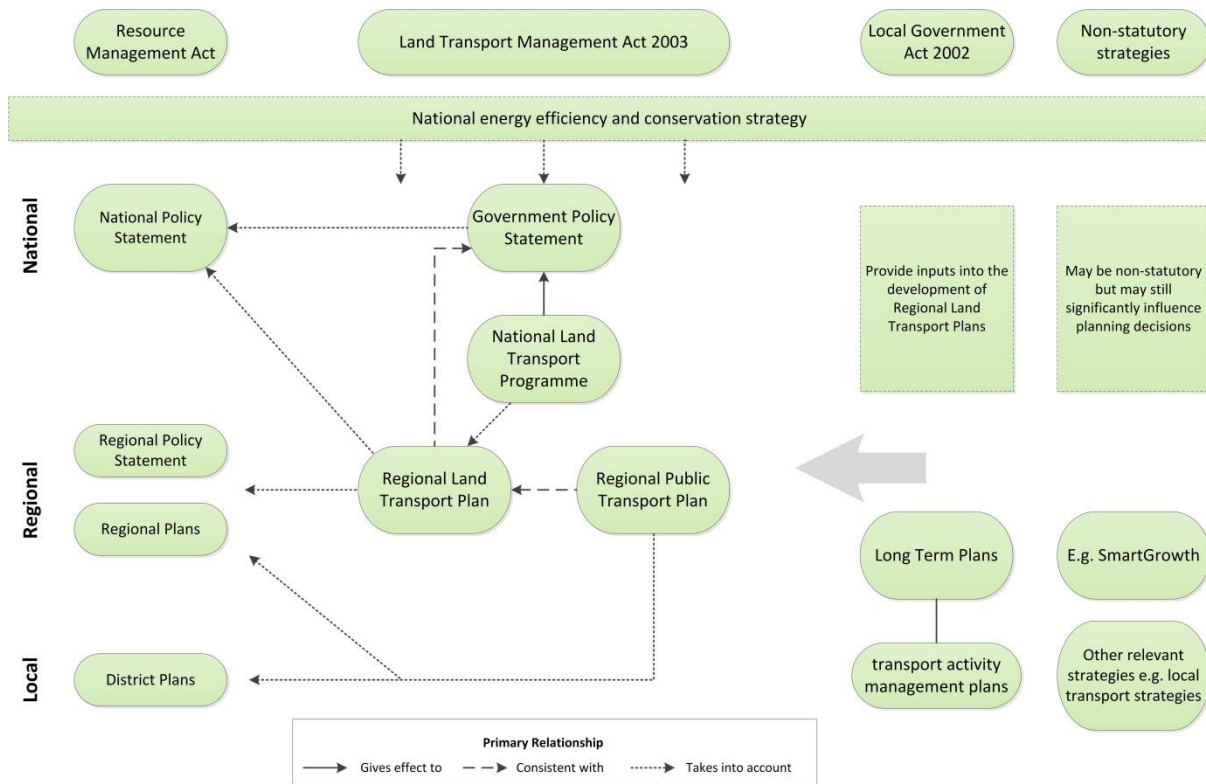 Resource
Management Act
Land Transport Management Act 2003
Local Government
Act 2002
Non-statutory
strategies
National energy efficiency and conservation strategy
National
National Policy
Statement
Government Policy
Statement
Provide inputs into the
development of
Regional Land
Transport Plans
May be non-statutory
but may still
significantly influence
planning decisions
National Land
Transport
Programme
Regional
Regional Policy
Statement
Regional Land
Transport Plan
Regional Public
Transport Plan
Regional Plans
Long Term Plans
E.g. SmartGrowth
Local
District Plans
transport activity
management plans
Other relevant
strategies e.g. local
transport strategies
Primary Relationship
Gives effect to
Consistent with
Takes into account